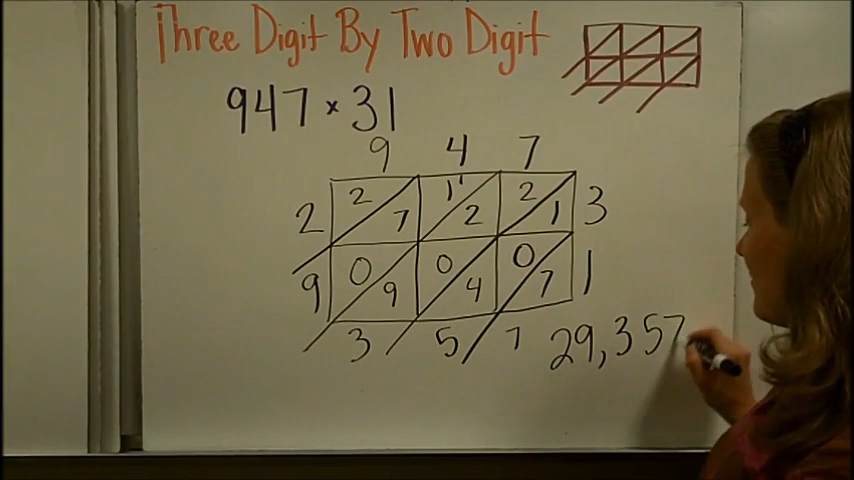 Three Digit By Two Digit
947 × 31
9 4 7
2 2 1 1 2 3
7 2 1
9 0 0 0 1
9 4 7
3 5 7 29,357